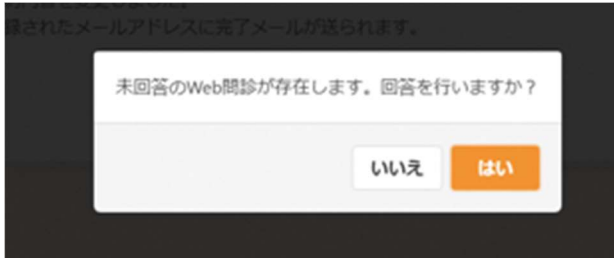 録されたメールアドレスに完了メールが送られます。
未回答のWeb問診が存在します。回答を行いますか？
いいえ
はい